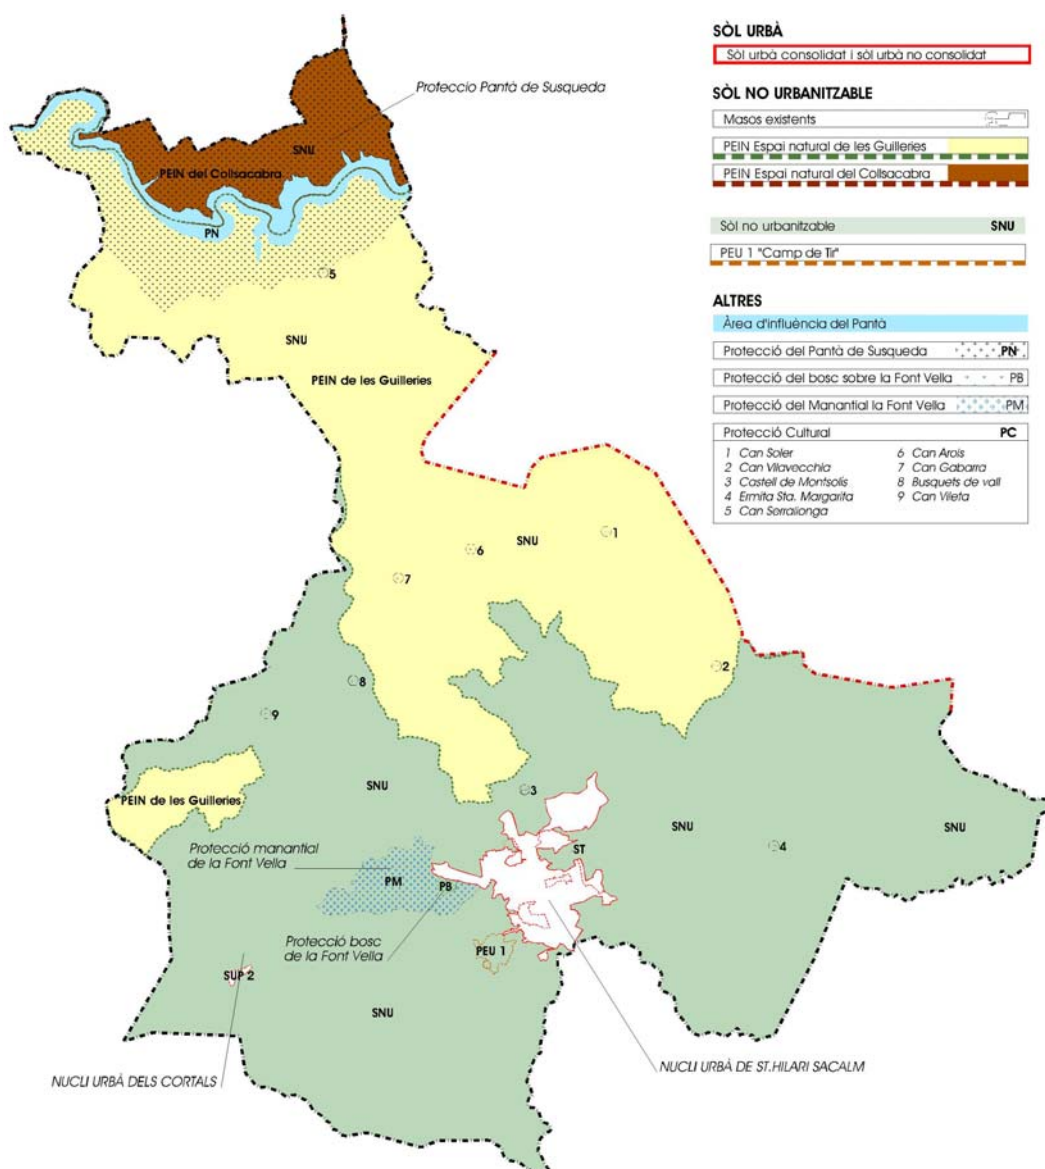 SÒL URBÀ
Sòl urbà consolidat i sòl urbà no consolidat
SÒL NO URBANITZABLE
Masos existents
PEIN Espai natural de les Guilleries
PEIN Espai natural del Collsacabra
Sòl no urbanitzable SNU
PEU 1 "Camp de Tir"
ALTRES
Àrea d'influència del Pantà
Protecció del Pantà de Susqueda PN
Protecció del bosc sobre la Font Vella PB
Protecció del Manantial la Font Vella PM
Protecció Cultural PC
1 Can Soler
2 Can Vilavecchia
3 Castell de Montsolis
4 Ermita Sta. Margarita
5 Can Serrallonga
6 Can Arois
7 Can Gabarra
8 Busquets de vall
9 Can Vileta
Proteccio Pantà de Susqueda
SNU
PEIN del Collsacabra
PN
5
SNU
PEIN de les Guilleries
1
SNU
6
7
2
8
9
SNU
3
PEIN de les Guilleries
SNU
SNU
ST
4
Protecció manantial
de la Font Vella
PM
PB
Protecció bosc
de la Font Vella
PEU 1
SUP 2
SNU
NUCLI URBÀ DE ST.HILARI SACALM
NUCLI URBÀ DELS CORTALS